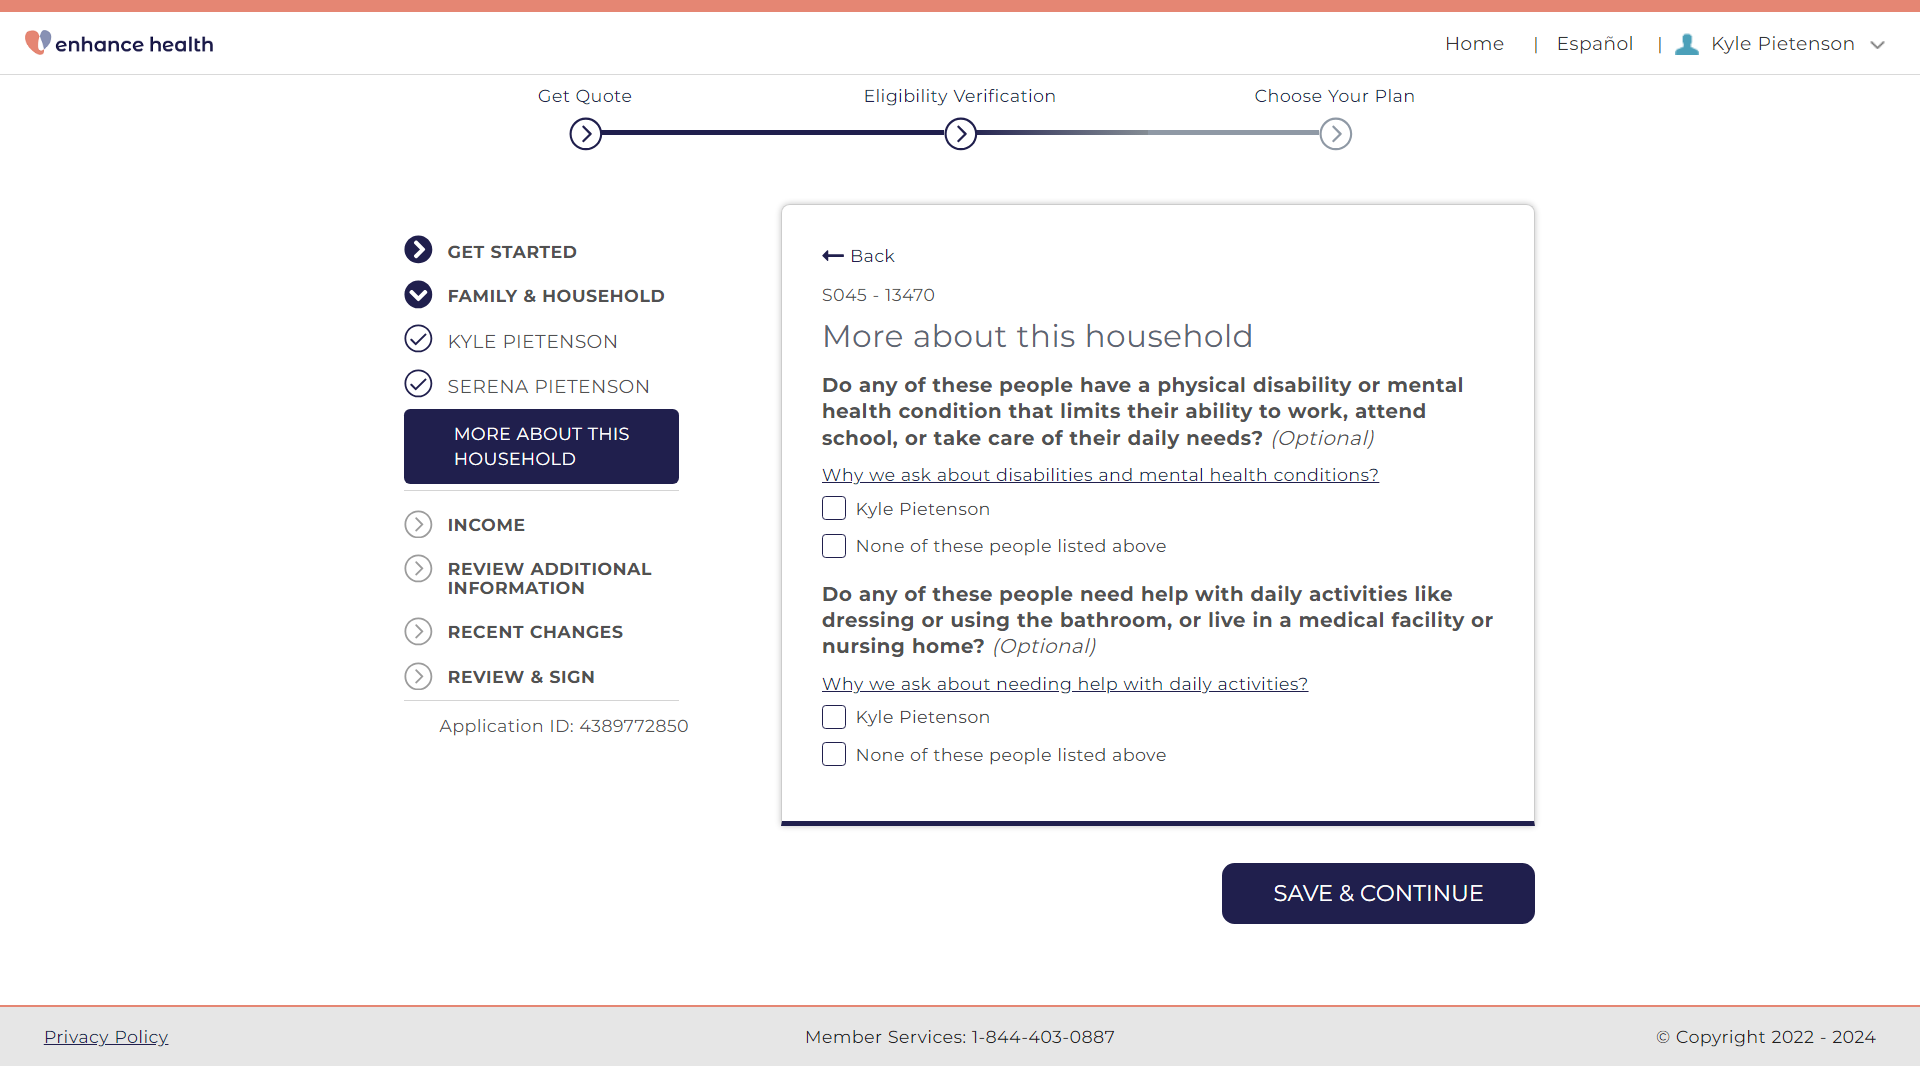 enhance health
Home | Español | Kyle Pietenson
Get Quote
Eligibility Verification
Choose Your Plan
GET STARTED
FAMILY & HOUSEHOLD
KYLE PIETENSON
SERENA PIETENSON
MORE ABOUT THIS
HOUSEHOLD
INCOME
REVIEW ADDITIONAL
INFORMATION
RECENT CHANGES
REVIEW & SIGN
Application ID: 4389772850
Back
S045 - 13470
More about this household
Do any of these people have a physical disability or mental
health condition that limits their ability to work, attend
school, or take care of their daily needs? (Optional)
Why we ask about disabilities and mental health conditions?
Kyle Pietenson
None of these people listed above
Do any of these people need help with daily activities like
dressing or using the bathroom, or live in a medical facility or
nursing home? (Optional)
Why we ask about needing help with daily activities?
Kyle Pietenson
None of these people listed above
SAVE & CONTINUE
Privacy Policy
Member Services: 1-844-403-0887
© Copyright 2022 - 2024